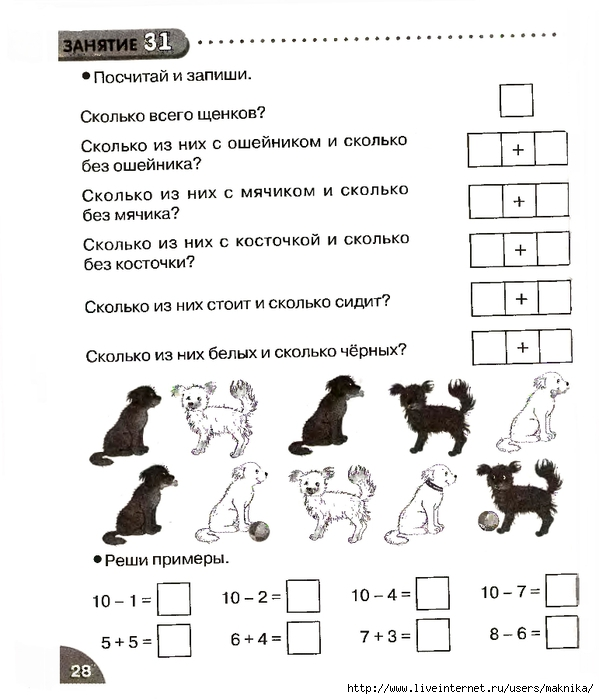 ЗАНЯТИЕ 31
• Посчитай и запиши.
Сколько всего щенков?
Сколько из них с ошейником и сколько
без ошейника?
+
Сколько из них с мячиком и сколько
без мячика?
+
Сколько из них с косточкой и сколько
без косточки?
+
Сколько из них стоит и сколько сидит?
+
Сколько из них белых и сколько чёрных?
+
• Реши примеры.
10 – 1 = 10 – 2 = 10 – 4 = 10 – 7 =
5 + 5 = 6 + 4 = 7 + 3 = 8 – 6 =
28
http://www.liveinternet.ru/users/maknika/